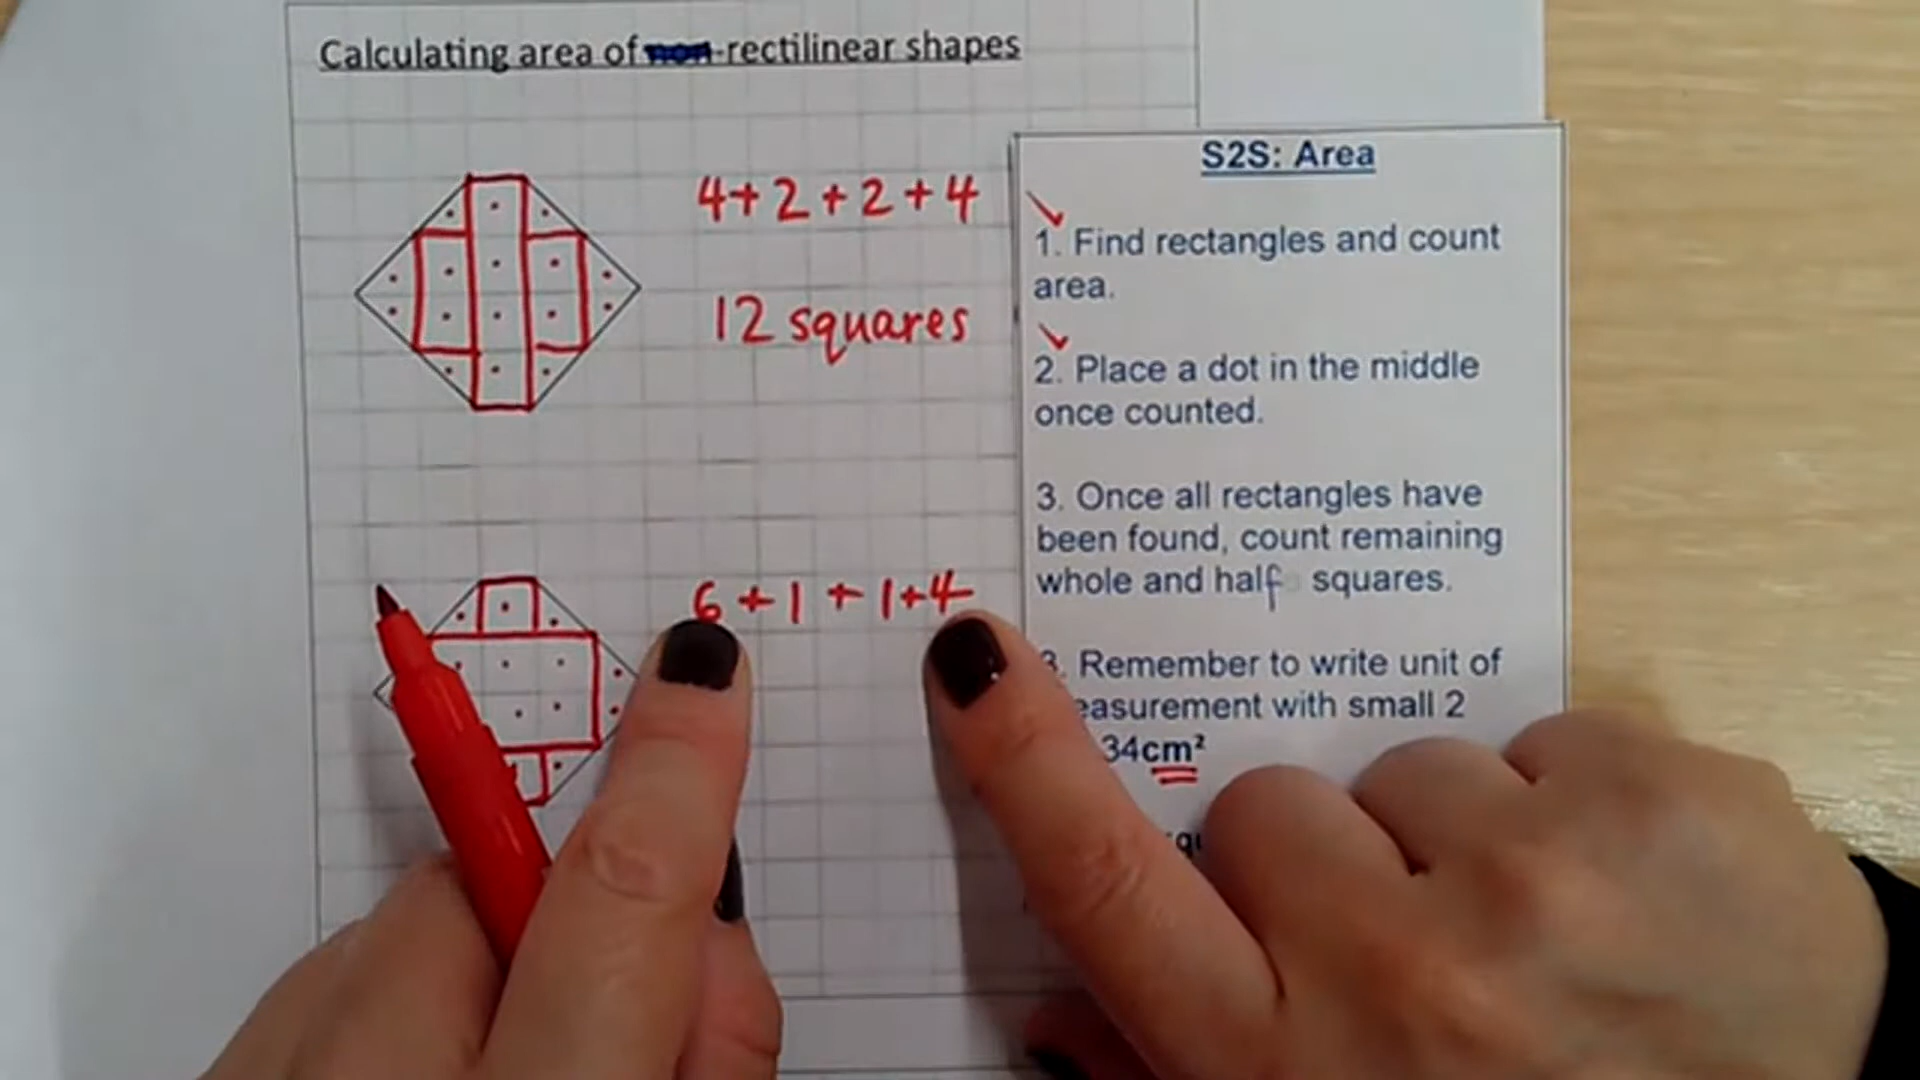 Calculating area of -rectilinear shapes
4+2+2+4
12 squares
6+1+1+4
S2S: Area
1. Find rectangles and count
area.
2. Place a dot in the middle
once counted.
3. Once all rectangles have
been found, count remaining
whole and half squares.
3. Remember to write unit of
easurement with small 2
34cm²